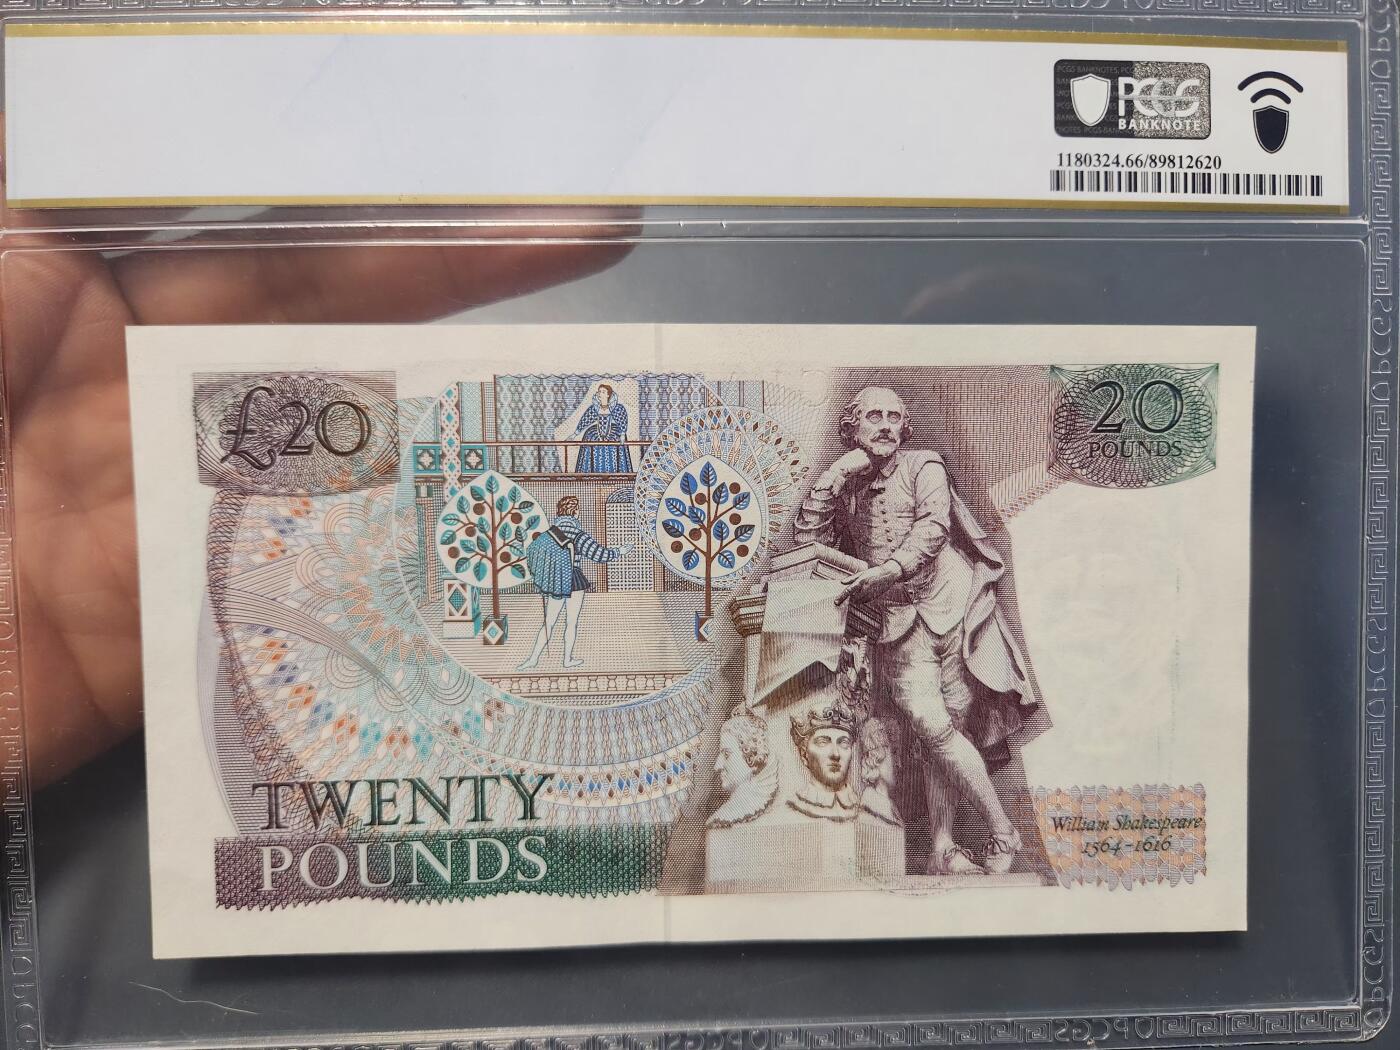 PCGS
BANKNOTE
1180324.66/89812620
£20
20
POUNDS
TWENTY
POUNDS
William Shakespeare
1564-1616